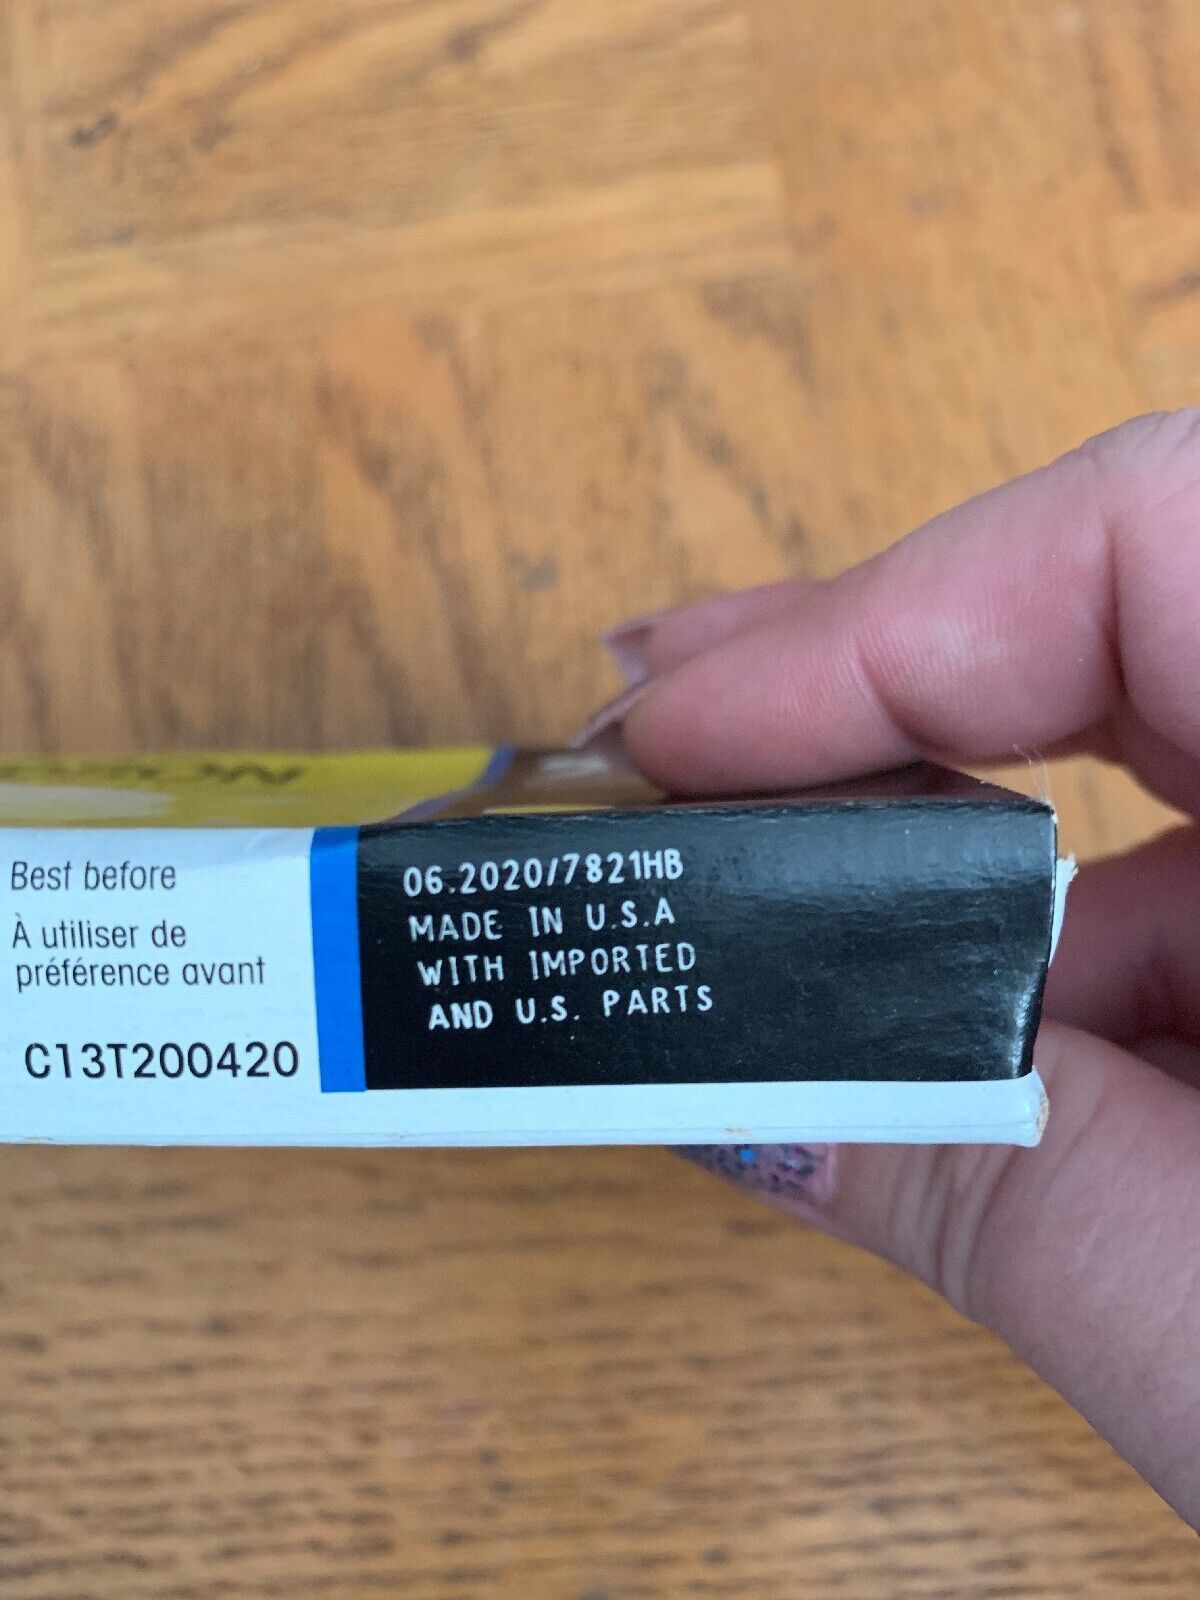 Best before
À utiliser de
préférence avant
C13T200420
06.2020/7821HB
MADE IN U.S.A
WITH IMPORTED
AND U.S. PARTS